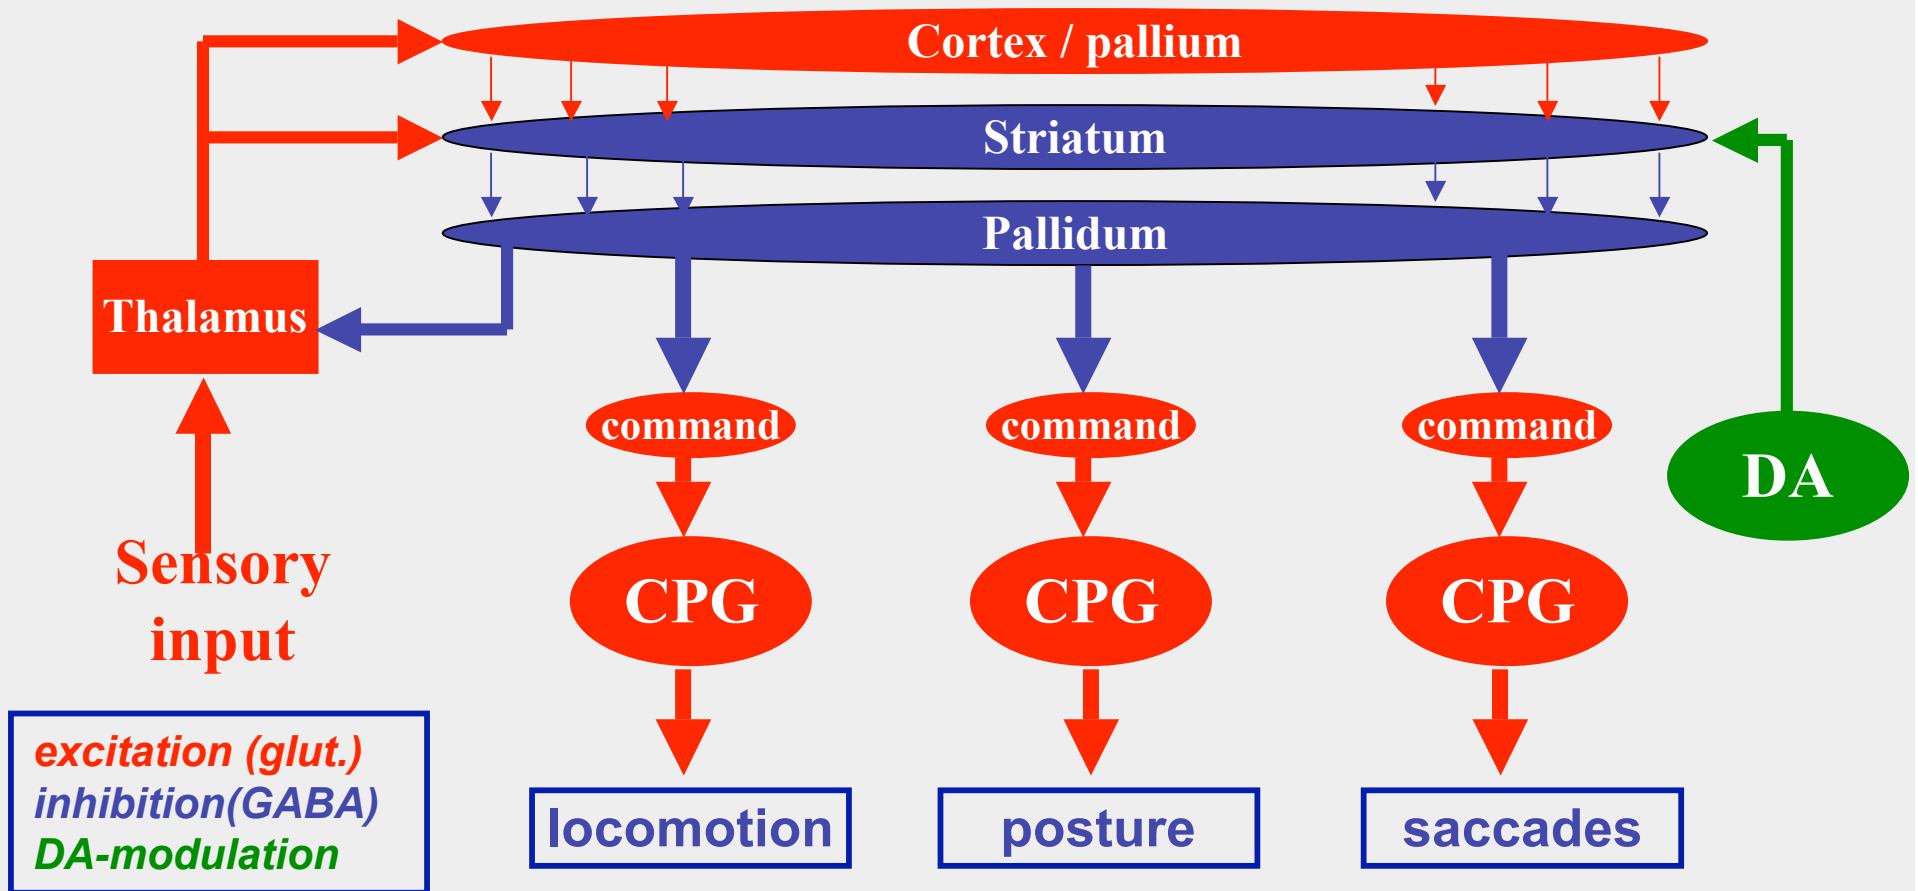 Cortex / pallium
Striatum
Pallidum
Thalamus
command
command
command
DA
Sensory
input
CPG
CPG
CPG
excitation (glut.)
inhibition(GABA)
DA-modulation
locomotion
posture
saccades